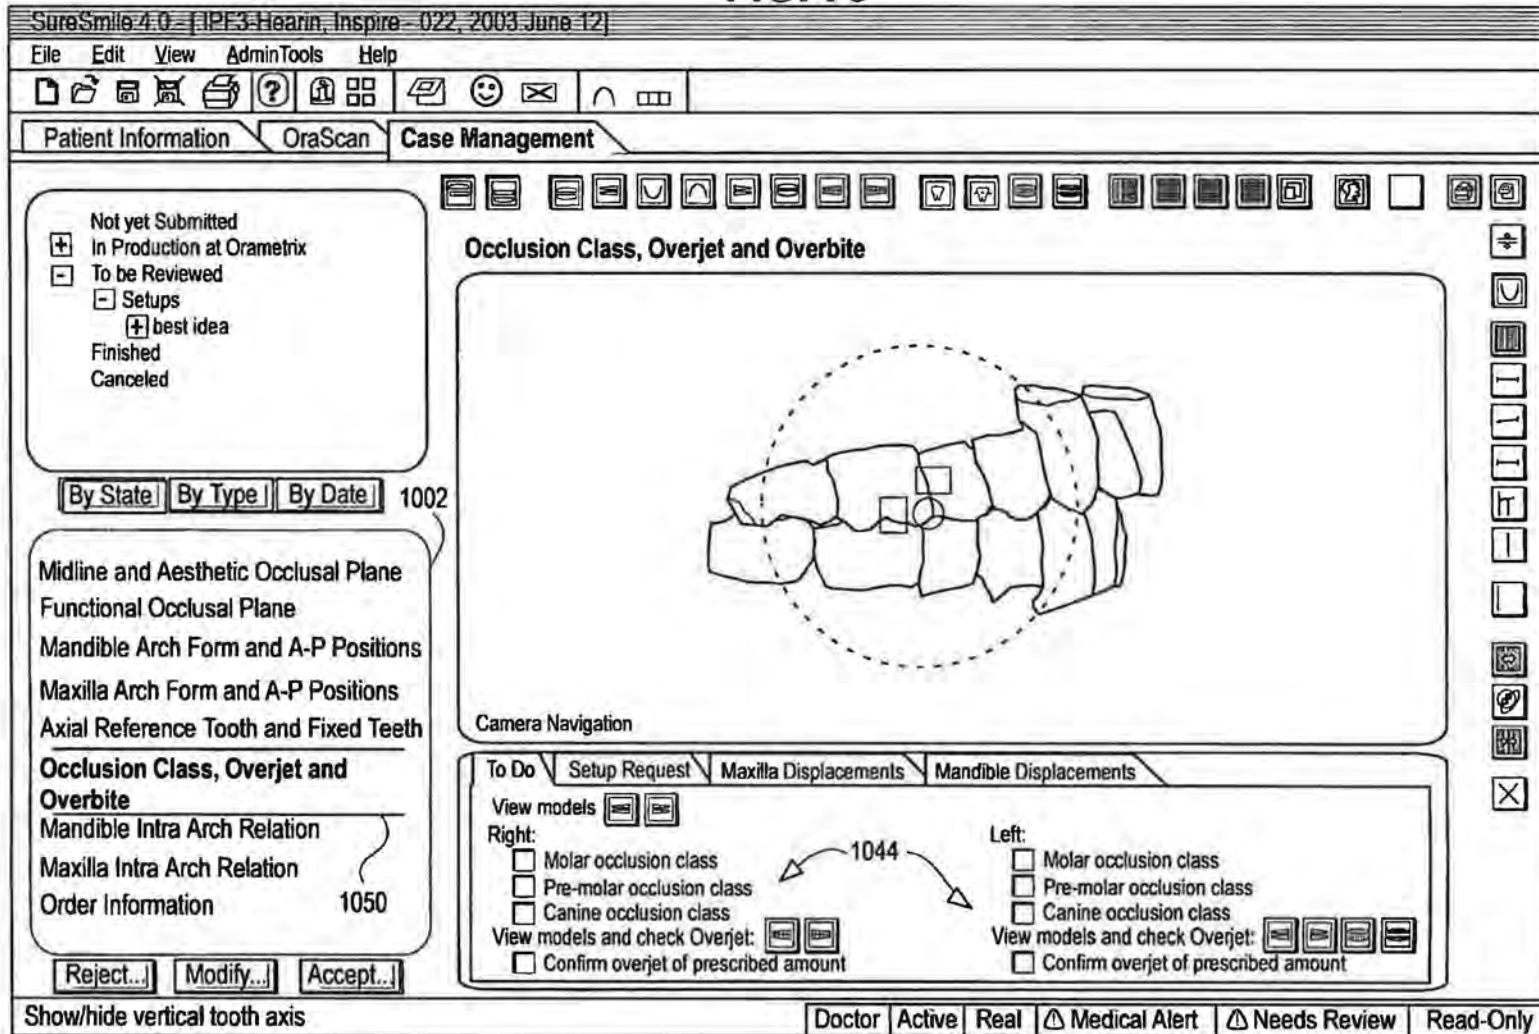 SureSmile 4.0 - [.IPF3-Hearin, Inspire - 022, 2003 June 12]
File Edit View AdminTools Help
Patient Information OraScan Case Management
Not yet Submitted
+ In Production at Orametrix
- To be Reviewed
- Setups
+ best idea
Finished
Canceled
By State By Type By Date 1002
Midline and Aesthetic Occlusal Plane
Functional Occlusal Plane
Mandible Arch Form and A-P Positions
Maxilla Arch Form and A-P Positions
Axial Reference Tooth and Fixed Teeth
Occlusion Class, Overjet and
Overbite
Mandible Intra Arch Relation
Maxilla Intra Arch Relation
Order Information 1050
Reject... Modify... Accept...
Occlusion Class, Overjet and Overbite
Camera Navigation
To Do Setup Request Maxilla Displacements Mandible Displacements
View models
Right:
Molar occlusion class
Pre-molar occlusion class
Canine occlusion class
View models and check Overjet:
Confirm overjet of prescribed amount
1044
Left:
Molar occlusion class
Pre-molar occlusion class
Canine occlusion class
View models and check Overjet:
Confirm overjet of prescribed amount
Show/hide vertical tooth axis
Doctor Active Real Medical Alert Needs Review Read-Only